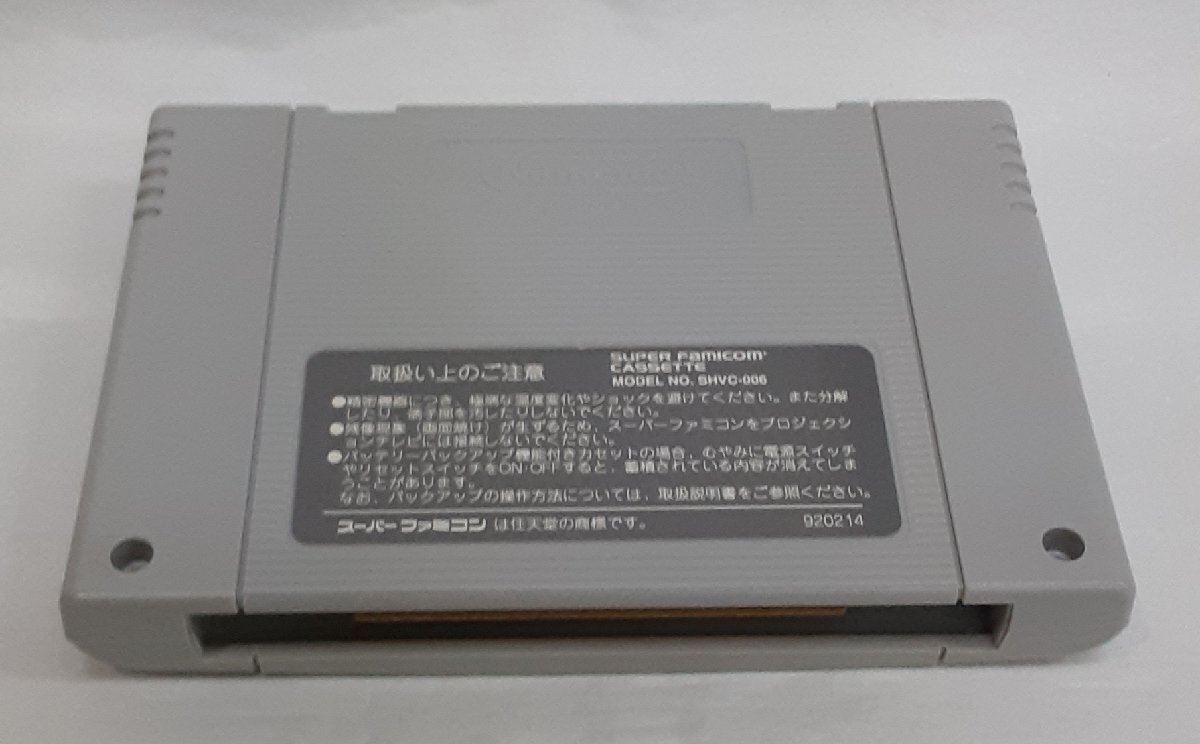 取扱い上のご注意
SUPER Famicom
CASSETTE
MODEL NO. SHVC-006
●精密機器につき、極端な温度変化やショックを避けてください。また分解
したり、端子部を汚したりしないでください。
●残像現象（画面焼け）が生ずるため、スーパーファミコンをプロジェクシ
ョンテレビには接続しないでください。
●バッテリーバックアップ機能付きカセットの場合、むやみに電源スイッチ
やリセットスイッチをON・OFFすると、蓄積されている内容が消えてしま
うことがあります。
なお、バックアップの操作方法については、取扱説明書をご参照ください。
スーパーファミコンは任天堂の商標です。
920214